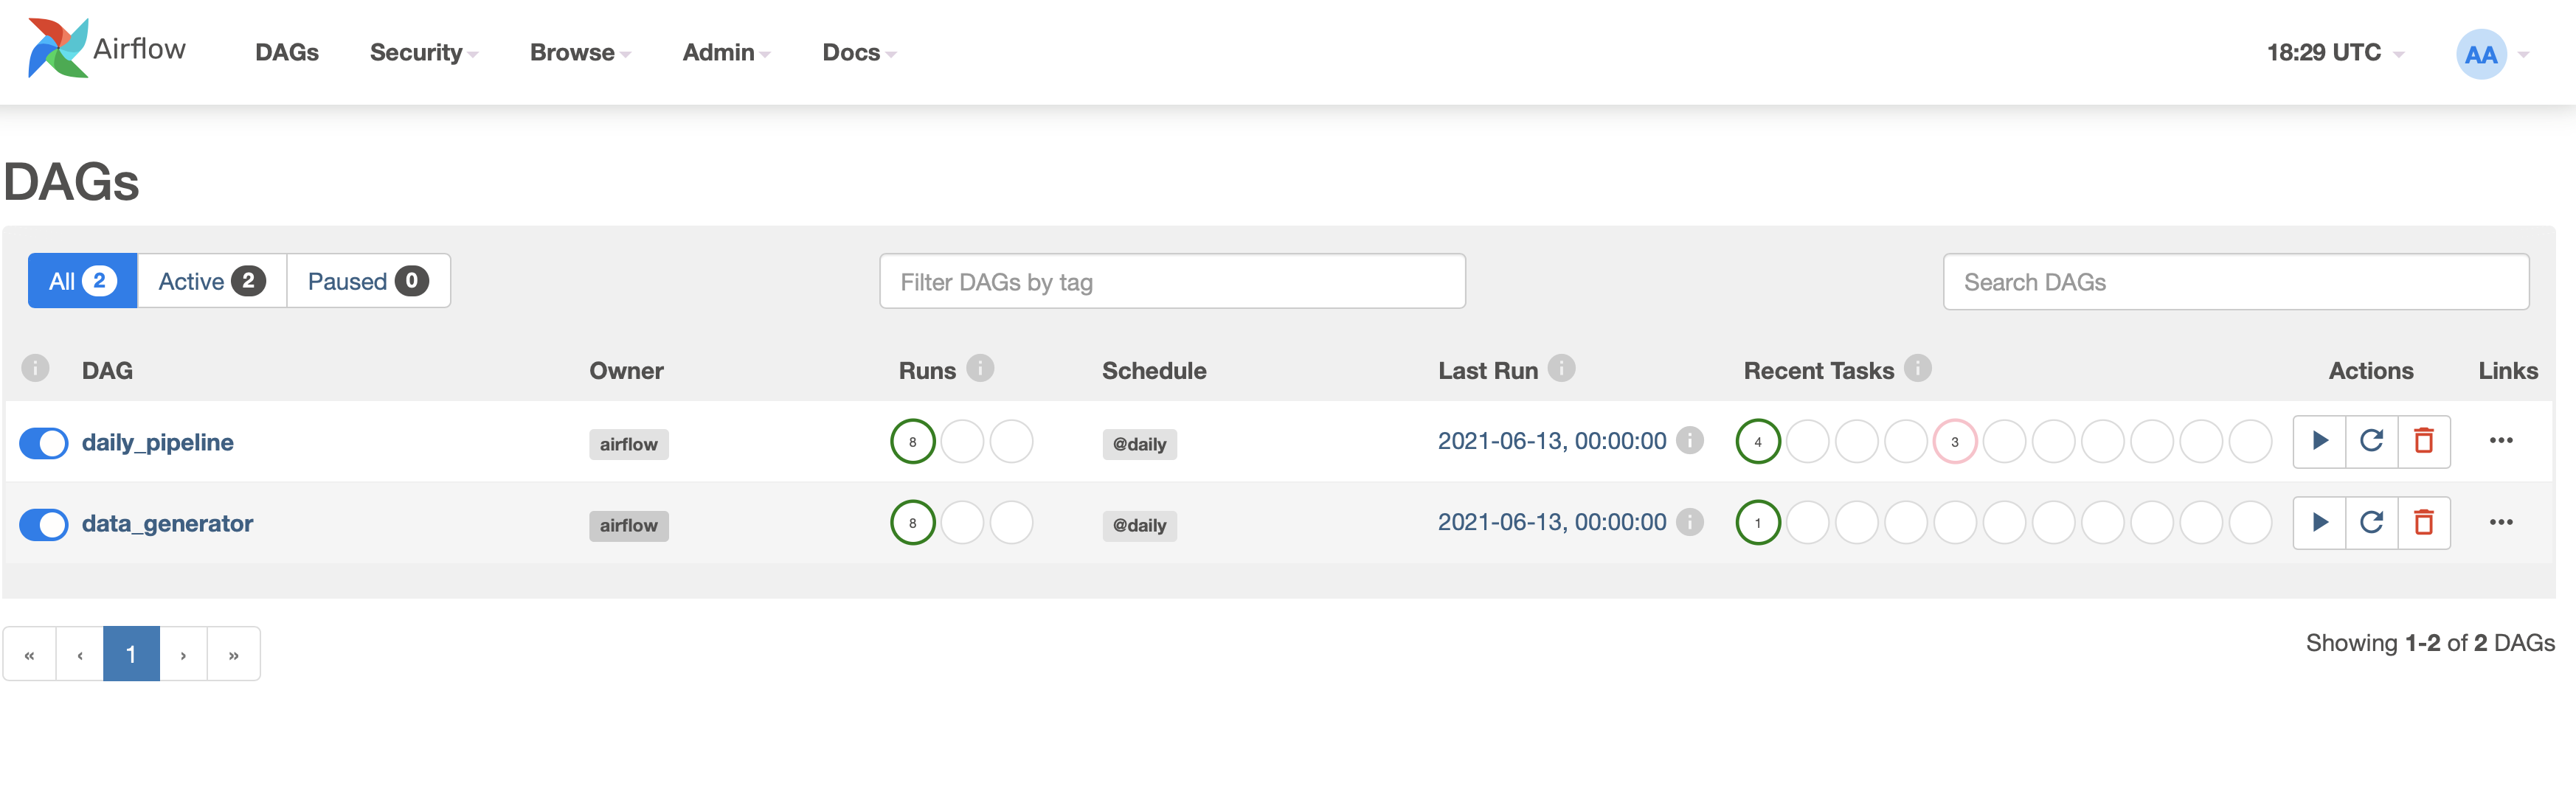 Airflow DAGs Security Browse Admin Docs 18:29 UTC AA
DAGs
All 2 Active 2 Paused 0 Filter DAGs by tag Search DAGs
i DAG Owner Runs i Schedule Last Run i Recent Tasks i Actions Links
daily_pipeline airflow 8 @daily 2021-06-13, 00:00:00 i 4 3
data_generator airflow 8 @daily 2021-06-13, 00:00:00 i 1
« ‹ 1 › » Showing 1-2 of 2 DAGs